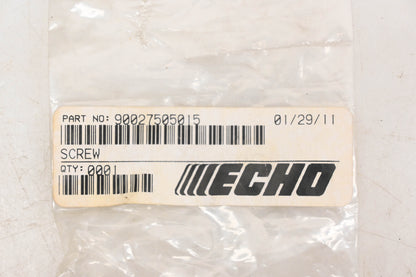 PART NO: 90027505015 01/29/11
SCREW
QTY: 0001
ECHO